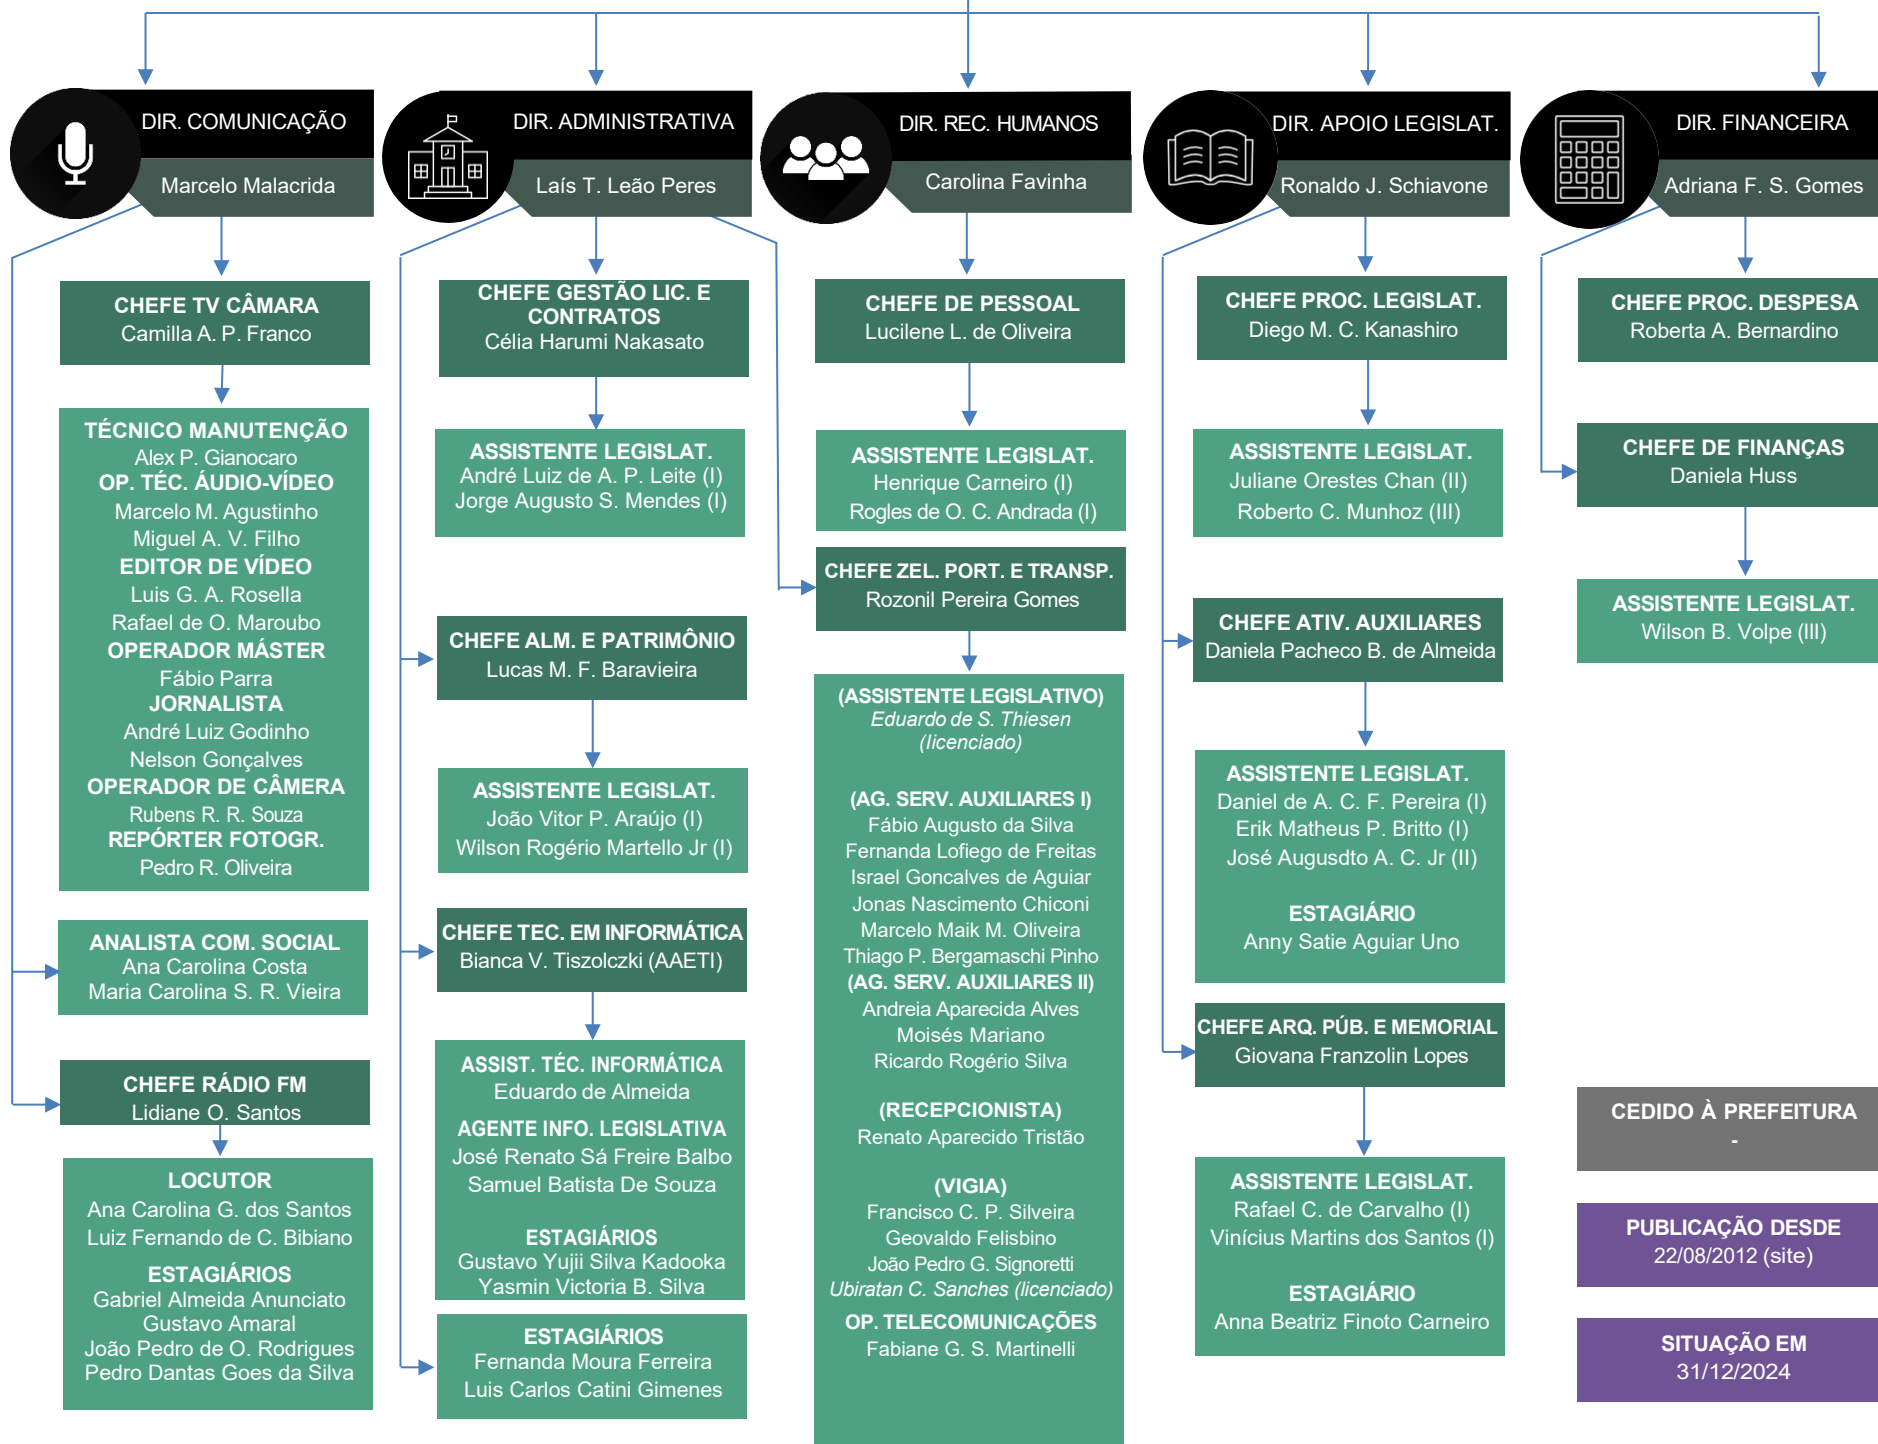 DIR. COMUNICAÇÃO
Marcelo Malacrida
CHEFE TV CÂMARA
Camilla A. P. Franco
TÉCNICO MANUTENÇÃO
Alex P. Gianocaro
OP. TÉC. ÁUDIO-VÍDEO
Marcelo M. Agustinho
Miguel A. V. Filho
EDITOR DE VÍDEO
Luis G. A. Rosella
Rafael de O. Maroubo
OPERADOR MÁSTER
Fábio Parra
JORNALISTA
André Luiz Godinho
Nelson Gonçalves
OPERADOR DE CÂMERA
Rubens R. R. Souza
REPÓRTER FOTOGR.
Pedro R. Oliveira
ANALISTA COM. SOCIAL
Ana Carolina Costa
Maria Carolina S. R. Vieira
CHEFE RÁDIO FM
Lidiane O. Santos
LOCUTOR
Ana Carolina G. dos Santos
Luiz Fernando de C. Bibiano
ESTAGIÁRIOS
Gabriel Almeida Anunciato
Gustavo Amaral
João Pedro de O. Rodrigues
Pedro Dantas Goes da Silva
DIR. ADMINISTRATIVA
Laís T. Leão Peres
CHEFE GESTÃO LIC. E
CONTRATOS
Célia Harumi Nakasato
ASSISTENTE LEGISLAT.
André Luiz de A. P. Leite (I)
Jorge Augusto S. Mendes (I)
CHEFE ALM. E PATRIMÔNIO
Lucas M. F. Baravieira
ASSISTENTE LEGISLAT.
João Vitor P. Araújo (I)
Wilson Rogério Martello Jr (I)
CHEFE TEC. EM INFORMÁTICA
Bianca V. Tiszolczki (AAETI)
ASSIST. TÉC. INFORMÁTICA
Eduardo de Almeida
AGENTE INFO. LEGISLATIVA
José Renato Sá Freire Balbo
Samuel Batista De Souza
ESTAGIÁRIOS
Gustavo Yujii Silva Kadooka
Yasmin Victoria B. Silva
ESTAGIÁRIOS
Fernanda Moura Ferreira
Luis Carlos Catini Gimenes
DIR. REC. HUMANOS
Carolina Favinha
CHEFE DE PESSOAL
Lucilene L. de Oliveira
ASSISTENTE LEGISLAT.
Henrique Carneiro (I)
Rogles de O. C. Andrada (I)
CHEFE ZEL. PORT. E TRANSP.
Rozonil Pereira Gomes
(ASSISTENTE LEGISLATIVO)
Eduardo de S. Thiesen
(licenciado)
(AG. SERV. AUXILIARES I)
Fábio Augusto da Silva
Fernanda Lofiego de Freitas
Israel Goncalves de Aguiar
Jonas Nascimento Chiconi
Marcelo Maik M. Oliveira
Thiago P. Bergamaschi Pinho
(AG. SERV. AUXILIARES II)
Andreia Aparecida Alves
Moisés Mariano
Ricardo Rogério Silva
(RECEPCIONISTA)
Renato Aparecido Tristão
(VIGIA)
Francisco C. P. Silveira
Geovaldo Felisbino
João Pedro G. Signoretti
Ubiratan C. Sanches (licenciado)
OP. TELECOMUNICAÇÕES
Fabiane G. S. Martinelli
DIR. APOIO LEGISLAT.
Ronaldo J. Schiavone
CHEFE PROC. LEGISLAT.
Diego M. C. Kanashiro
ASSISTENTE LEGISLAT.
Juliane Orestes Chan (II)
Roberto C. Munhoz (III)
CHEFE ATIV. AUXILIARES
Daniela Pacheco B. de Almeida
ASSISTENTE LEGISLAT.
Daniel de A. C. F. Pereira (I)
Erik Matheus P. Britto (I)
José Augusdto A. C. Jr (II)
ESTAGIÁRIO
Anny Satie Aguiar Uno
CHEFE ARQ. PÚB. E MEMORIAL
Giovana Franzolin Lopes
ASSISTENTE LEGISLAT.
Rafael C. de Carvalho (I)
Vinícius Martins dos Santos (I)
ESTAGIÁRIO
Anna Beatriz Finoto Carneiro
DIR. FINANCEIRA
Adriana F. S. Gomes
CHEFE PROC. DESPESA
Roberta A. Bernardino
CHEFE DE FINANÇAS
Daniela Huss
ASSISTENTE LEGISLAT.
Wilson B. Volpe (III)
CEDIDO À PREFEITURA
-
PUBLICAÇÃO DESDE
22/08/2012 (site)
SITUAÇÃO EM
31/12/2024